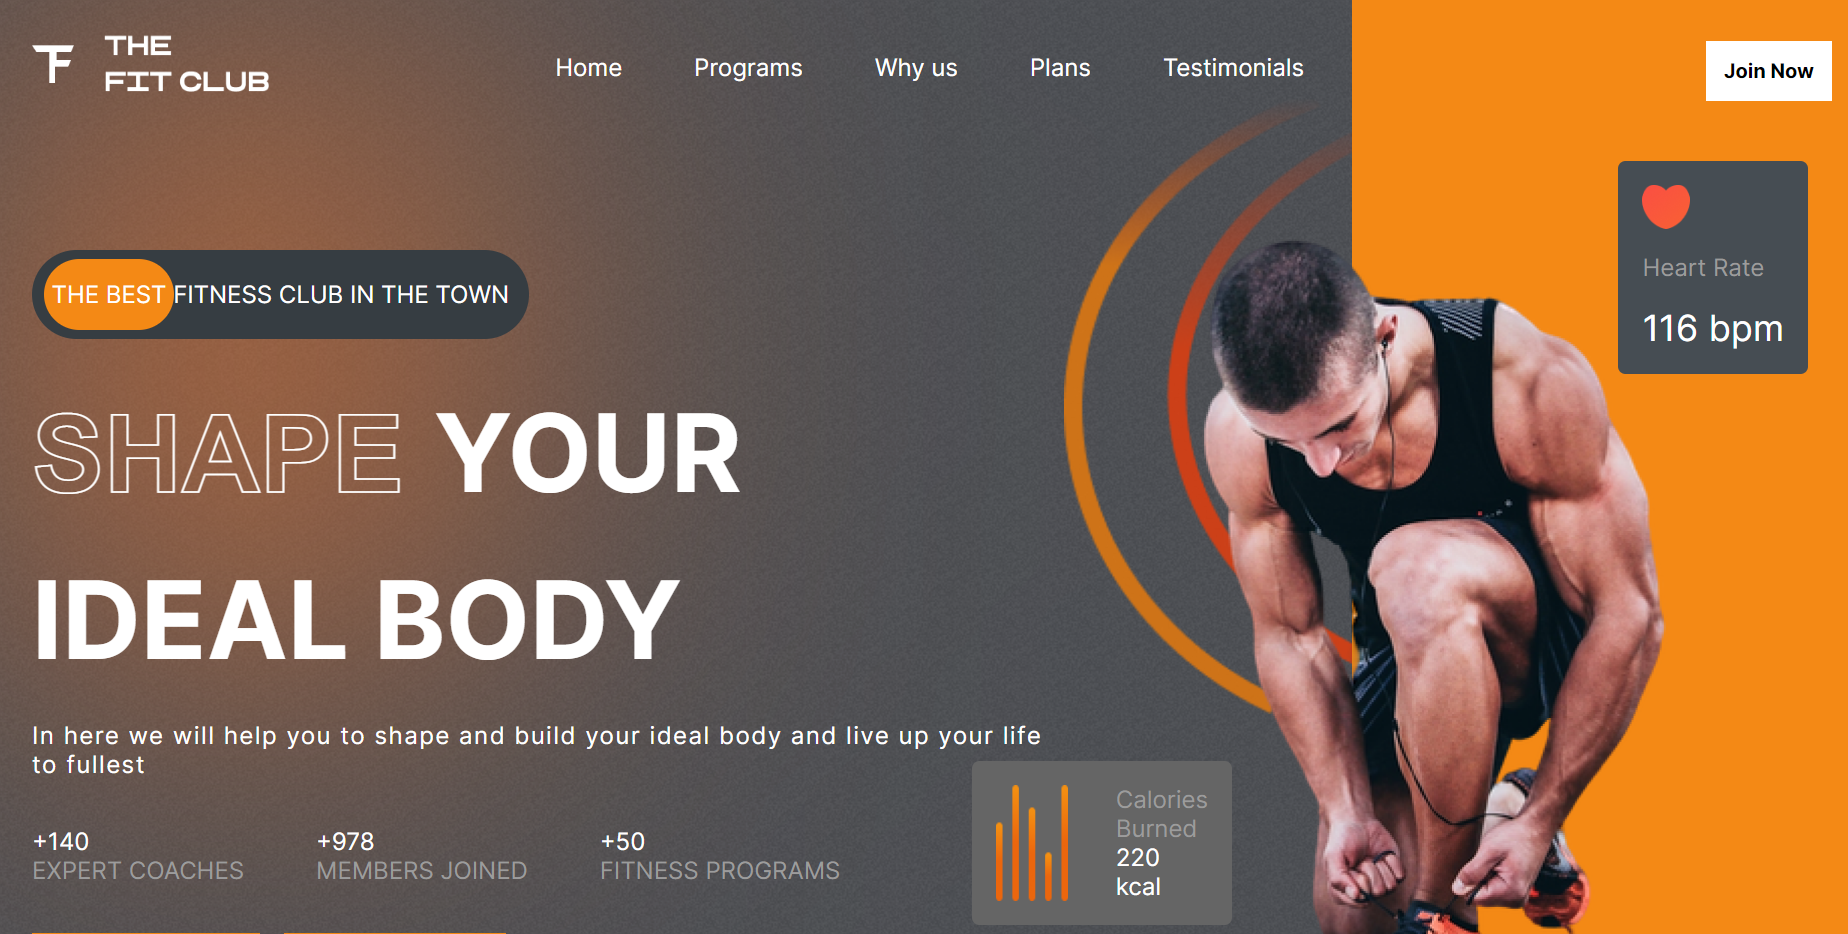 THE
FIT CLUB
Home
Programs
Why us
Plans
Testimonials
Join Now
Heart Rate
116 bpm
THE BEST FITNESS CLUB IN THE TOWN
SHAPE YOUR
IDEAL BODY
In here we will help you to shape and build your ideal body and live up your life
to fullest
+140
EXPERT COACHES
+978
MEMBERS JOINED
+50
FITNESS PROGRAMS
Calories
Burned
220
kcal